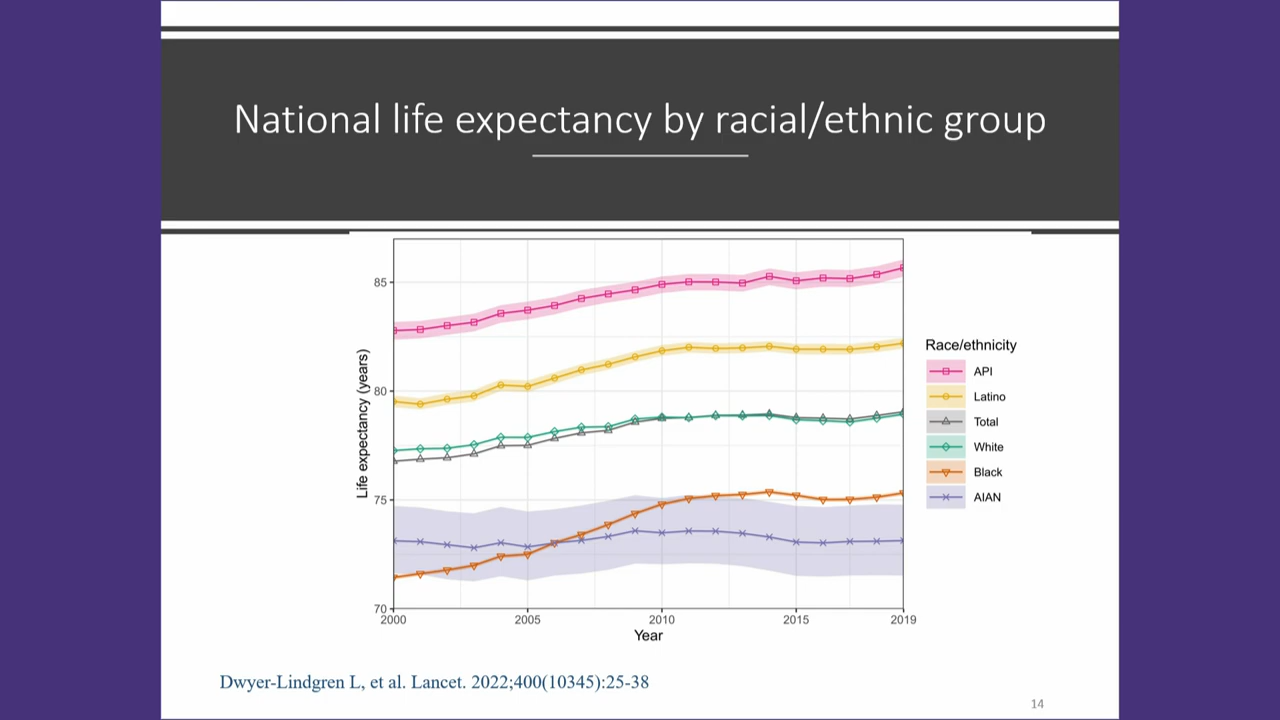 National life expectancy by racial/ethnic group
Life expectancy (years)
85
80
75
70
2000
2005
2010
2015
2019
Year
Race/ethnicity
API
Latino
Total
White
Black
AIAN
Dwyer-Lindgren L, et al. Lancet. 2022;400(10345):25-38
14